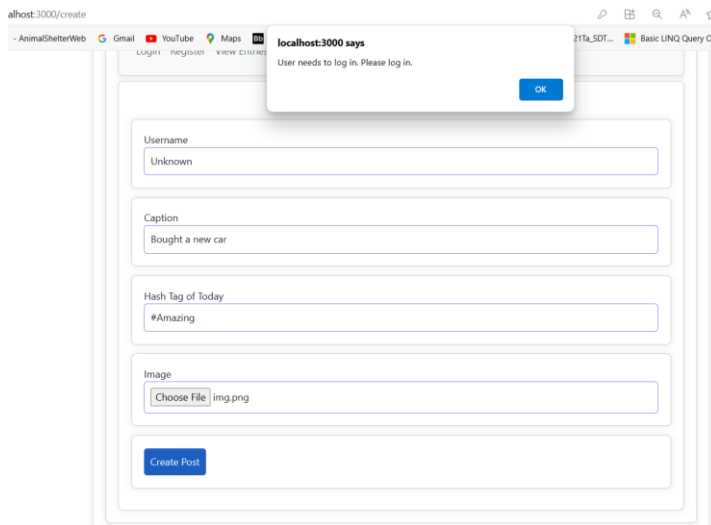 alhost:3000/create
- AnimalShelterWeb Gmail YouTube Maps Bb 21Ta_SDT... Basic LINQ Query O
localhost:3000 says
User needs to log in. Please log in.
OK
Login Register View Entries
Username
Unknown
Caption
Bought a new car
Hash Tag of Today
#Amazing
Image
Choose File img.png
Create Post